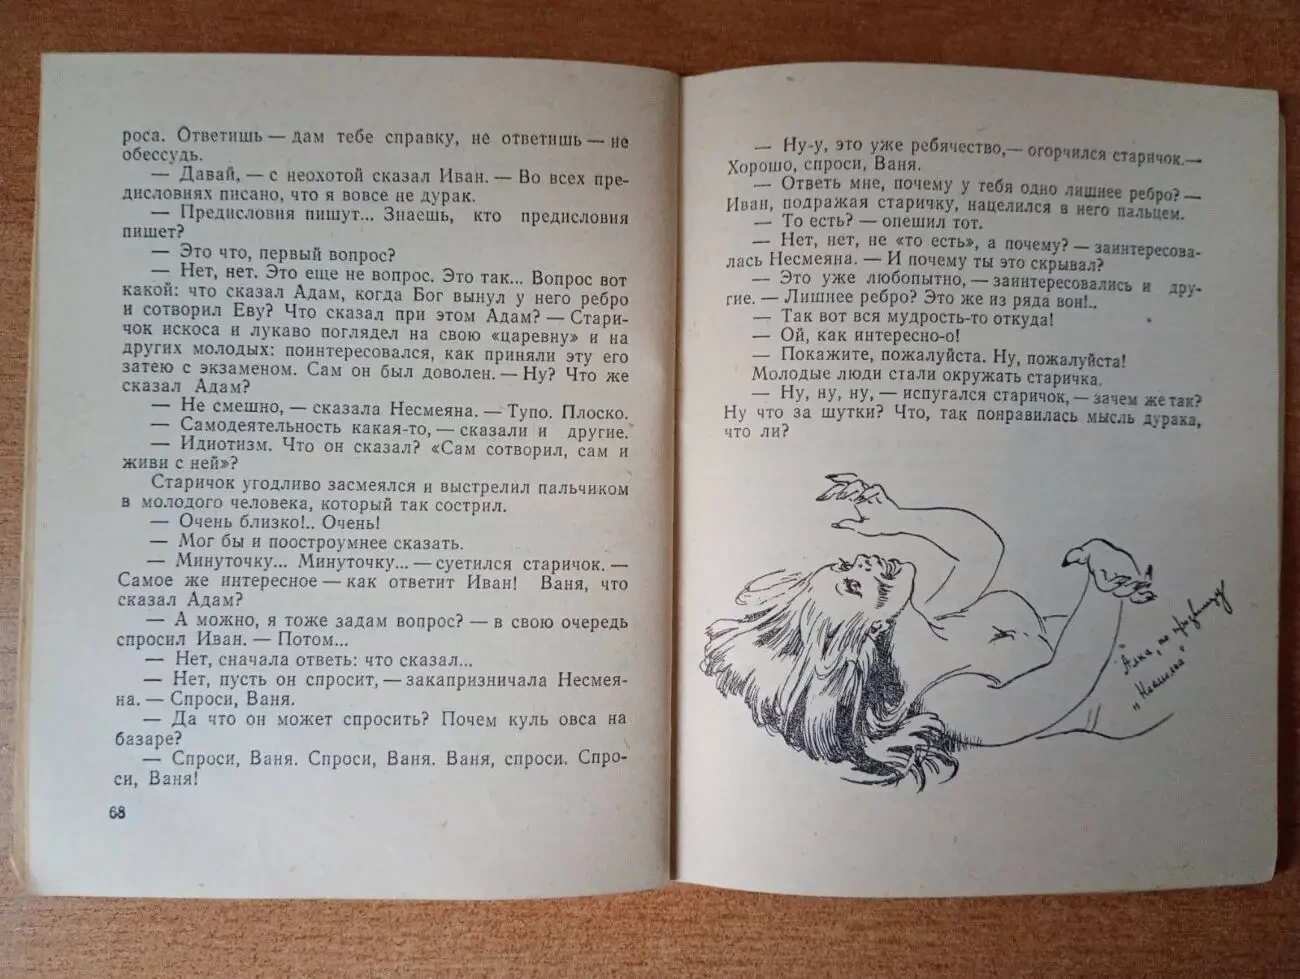 роса. Ответишь — дам тебе справку, не ответишь — не
обессудь.
— Давай, — с неохотой сказал Иван. — Во всех пре-
дисловиях писано, что я вовсе не дурак.
— Предисловия пишут... Знаешь, кто предисловия
пишет?
— Это что, первый вопрос?
— Нет, нет. Это еще не вопрос. Это так... Вопрос вот
какой: что сказал Адам, когда Бог вынул у него ребро
и сотворил Еву? Что сказал при этом Адам? — Стари-
чок искоса и лукаво поглядел на свою «царевну» и на
других молодых: поинтересовался, как приняли эту его
затею с экзаменом. Сам он был доволен. — Ну? Что же
сказал Адам?
— Не смешно, — сказала Несмеяна. — Тупо. Плоско.
— Самодеятельность какая-то, — сказали и другие.
— Идиотизм. Что он сказал? «Сам сотворил, сам и
живи с ней»?
Старичок угодливо засмеялся и выстрелил пальчиком
в молодого человека, который так сострил.
— Очень близко!.. Очень!
— Мог бы и поостроумнее сказать.
— Минуточку... Минуточку... — суетился старичок. —
Самое же интересное — как ответит Иван! Ваня, что
сказал Адам?
— А можно, я тоже задам вопрос? — в свою очередь
спросил Иван. — Потом...
— Нет, сначала ответь: что сказал...
— Нет, пусть он спросит, — закапризничала Несмея-
на. — Спроси, Ваня.
— Да что он может спросить? Почем куль овса на
базаре?
— Спроси, Ваня. Спроси, Ваня. Ваня, спроси. Спро-
си, Ваня!
68
— Ну-у, это уже ребячество,— огорчился старичок.—
Хорошо, спроси, Ваня.
— Ответь мне, почему у тебя одно лишнее ребро? —
Иван, подражая старичку, нацелился в него пальцем.
— То есть? — опешил тот.
— Нет, нет, не «то есть», а почему? — заинтересова-
лась Несмеяна. — И почему ты это скрывал?
— Это уже любопытно, — заинтересовались и дру-
гие. — Лишнее ребро? Это же из ряда вон!..
— Так вот вся мудрость-то откуда!
— Ой, как интересно-о!
— Покажите, пожалуйста. Ну, пожалуйста!
Молодые люди стали окружать старичка.
— Ну, ну, ну, — испугался старичок, — зачем же так?
Ну что за шутки? Что, так понравилась мысль дурака,
что ли?
Алка, по прозвищу